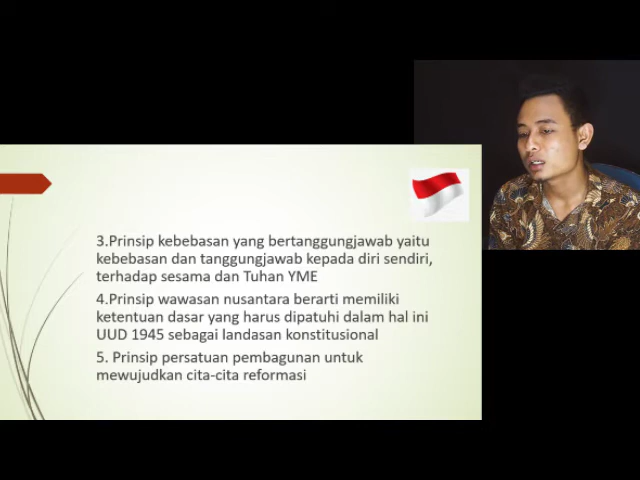 3.Prinsip kebebasan yang bertanggungjawab yaitu
kebebasan dan tanggungjawab kepada diri sendiri,
terhadap sesama dan Tuhan YME
4.Prinsip wawasan nusantara berarti memiliki
ketentuan dasar yang harus dipatuhi dalam hal ini
UUD 1945 sebagai landasan konstitusional
5. Prinsip persatuan pembagunan untuk
mewujudkan cita-cita reformasi